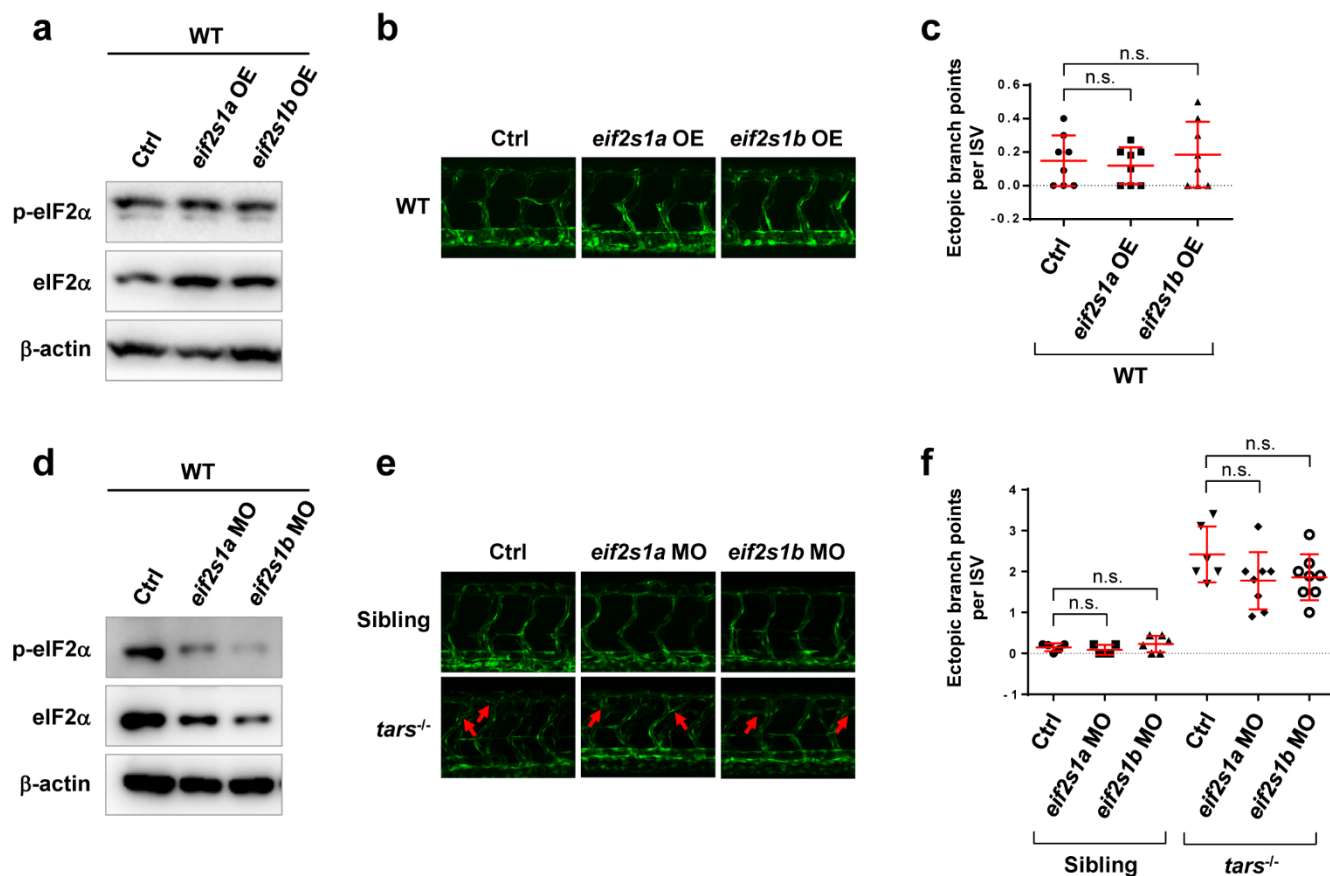 a
WT
Ctrl
eif2s1a OE
eif2s1b OE
p-eIF2α
eIF2α
β-actin
b
Ctrl eif2s1a OE eif2s1b OE
WT
c
n.s.
n.s.
Ectopic branch points
per ISV
0.6
0.4
0.2
0.0
-0.2
Ctrl
eif2s1a OE
eif2s1b OE
WT
d
WT
Ctrl
eif2s1a MO
eif2s1b MO
p-eIF2α
eIF2α
β-actin
e
Ctrl eif2s1a MO eif2s1b MO
Sibling
tars-/-
f
n.s.
n.s.
n.s.
n.s.
Ectopic branch points
per ISV
4
3
2
1
0
-1
Ctrl
eif2s1a MO
eif2s1b MO
Ctrl
eif2s1a MO
eif2s1b MO
Sibling
tars-/-